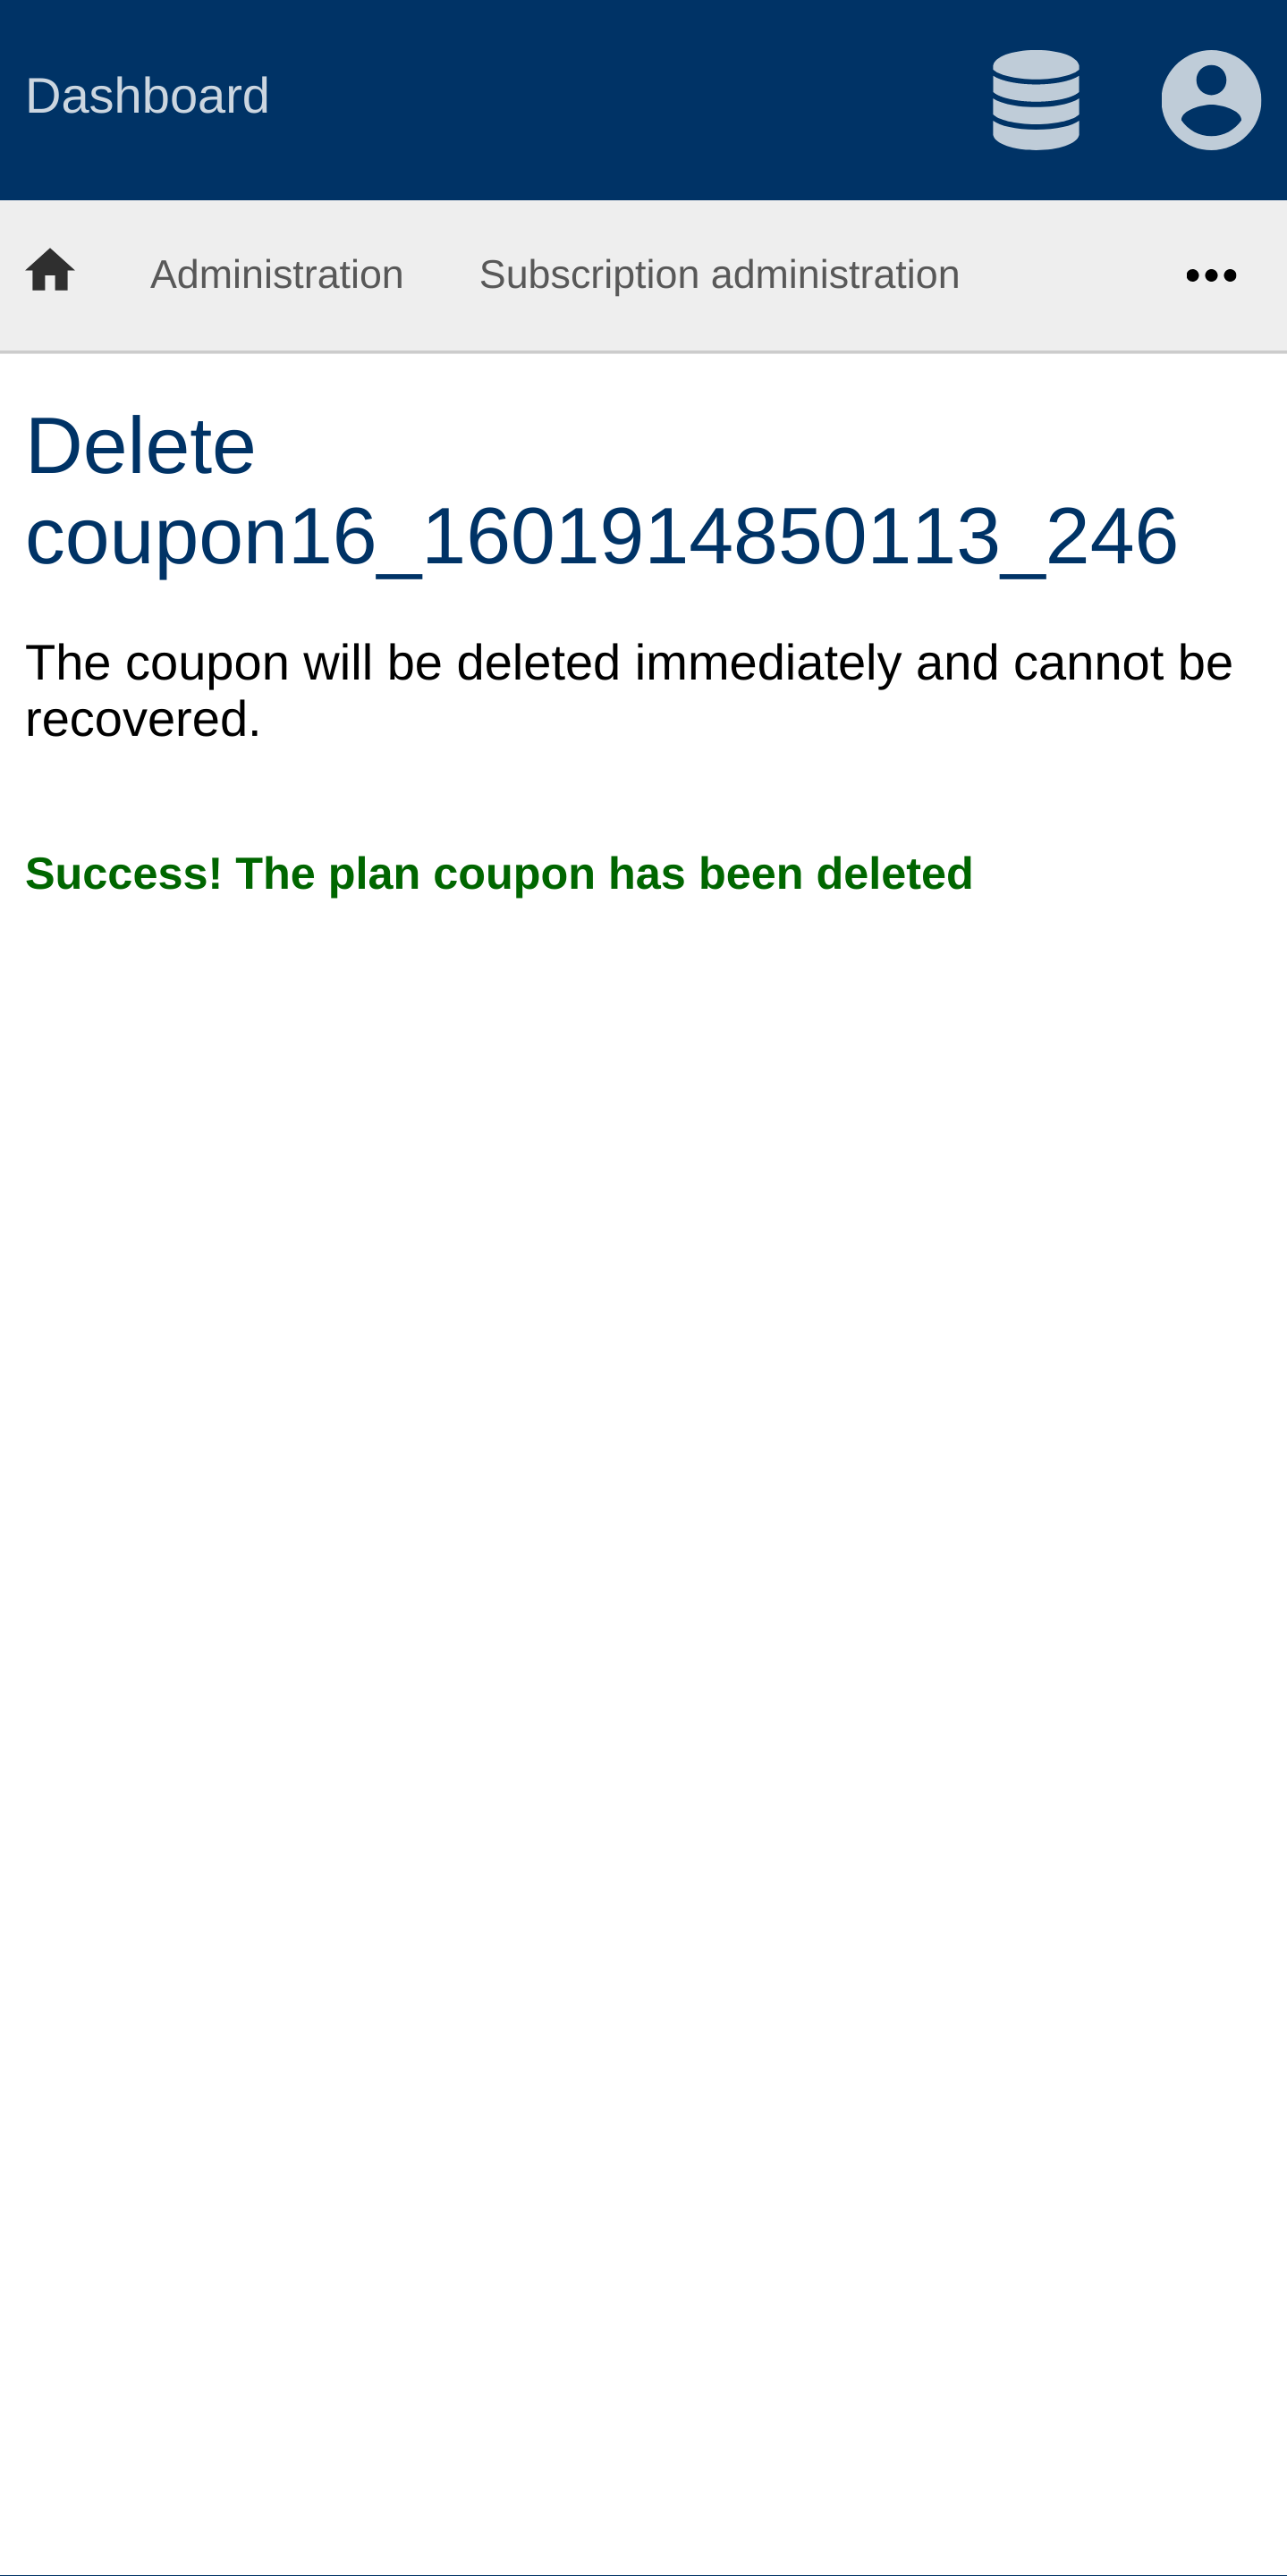 Dashboard
Administration Subscription administration
Delete
coupon16_1601914850113_246
The coupon will be deleted immediately and cannot be
recovered.
Success! The plan coupon has been deleted